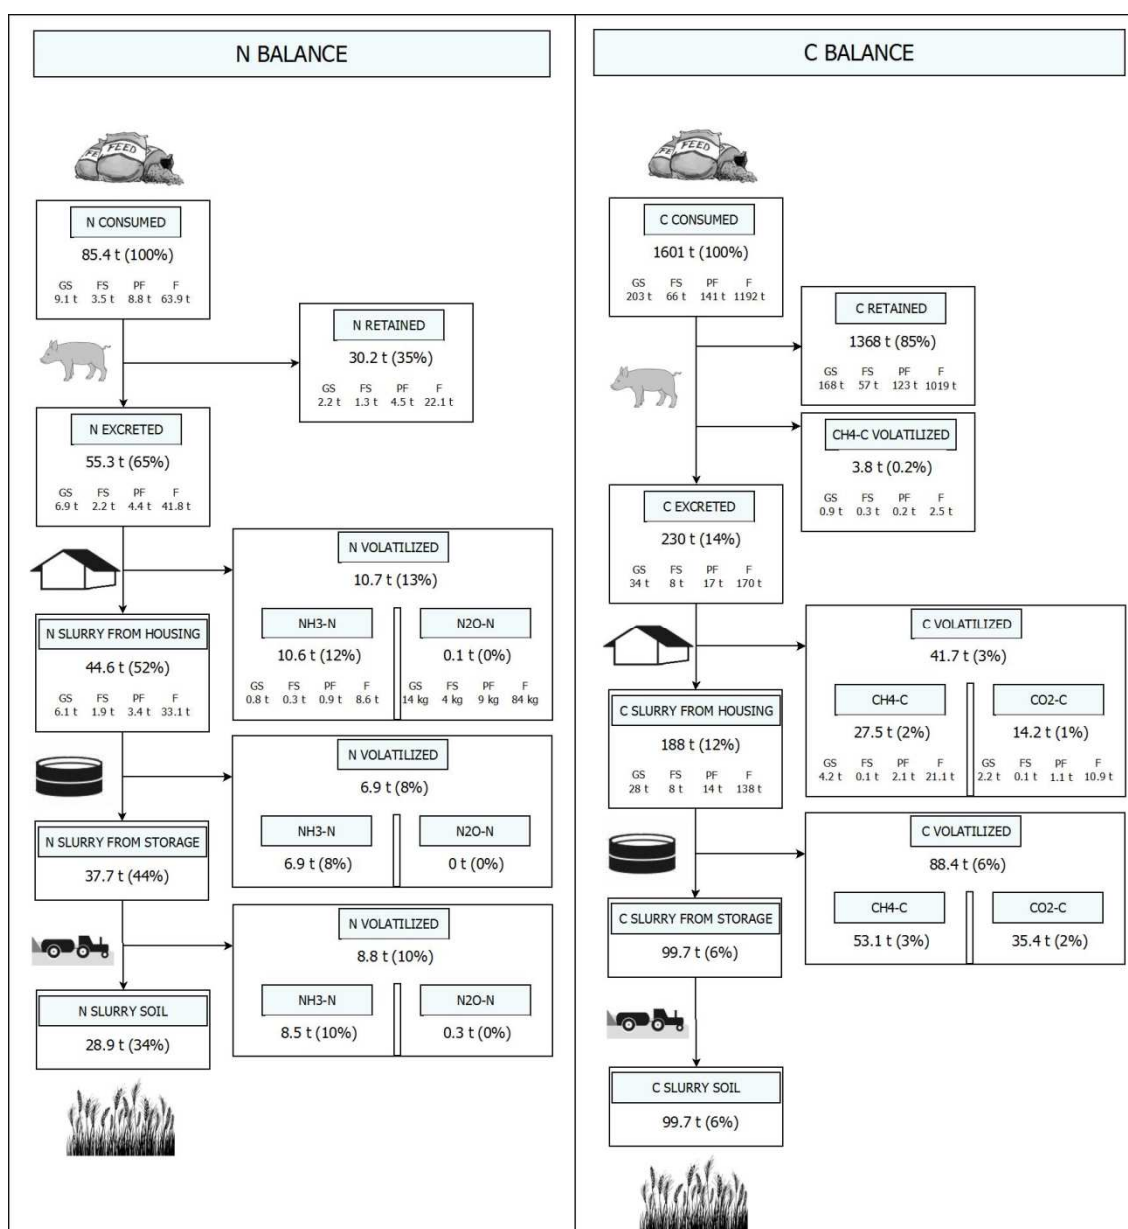 N BALANCE
FEED
N CONSUMED
85.4 t (100%)
GS FS PF F
9.1 t 3.5 t 8.8 t 63.9 t
N RETAINED
30.2 t (35%)
GS FS PF F
2.2 t 1.3 t 4.5 t 22.1 t
N EXCRETED
55.3 t (65%)
GS FS PF F
6.9 t 2.2 t 4.4 t 41.8 t
N VOLATILIZED
10.7 t (13%)
NH3-N
10.6 t (12%)
GS FS PF F
0.8 t 0.3 t 0.9 t 8.6 t
N2O-N
0.1 t (0%)
GS FS PF F
14 kg 4 kg 9 kg 84 kg
N SLURRY FROM HOUSING
44.6 t (52%)
GS FS PF F
6.1 t 1.9 t 3.4 t 33.1 t
N VOLATILIZED
6.9 t (8%)
NH3-N
6.9 t (8%)
N2O-N
0 t (0%)
N SLURRY FROM STORAGE
37.7 t (44%)
N VOLATILIZED
8.8 t (10%)
NH3-N
8.5 t (10%)
N2O-N
0.3 t (0%)
N SLURRY SOIL
28.9 t (34%)
C BALANCE
FEED
C CONSUMED
1601 t (100%)
GS FS PF F
203 t 66 t 141 t 1192 t
C RETAINED
1368 t (85%)
GS FS PF F
168 t 57 t 123 t 1019 t
CH4-C VOLATILIZED
3.8 t (0.2%)
GS FS PF F
0.9 t 0.3 t 0.2 t 2.5 t
C EXCRETED
230 t (14%)
GS FS PF F
34 t 8 t 17 t 170 t
C VOLATILIZED
41.7 t (3%)
CH4-C
27.5 t (2%)
GS FS PF F
4.2 t 0.1 t 2.1 t 21.1 t
CO2-C
14.2 t (1%)
GS FS PF F
2.2 t 0.1 t 1.1 t 10.9 t
C SLURRY FROM HOUSING
188 t (12%)
GS FS PF F
28 t 8 t 14 t 138 t
C VOLATILIZED
88.4 t (6%)
CH4-C
53.1 t (3%)
CO2-C
35.4 t (2%)
C SLURRY FROM STORAGE
99.7 t (6%)
C SLURRY SOIL
99.7 t (6%)